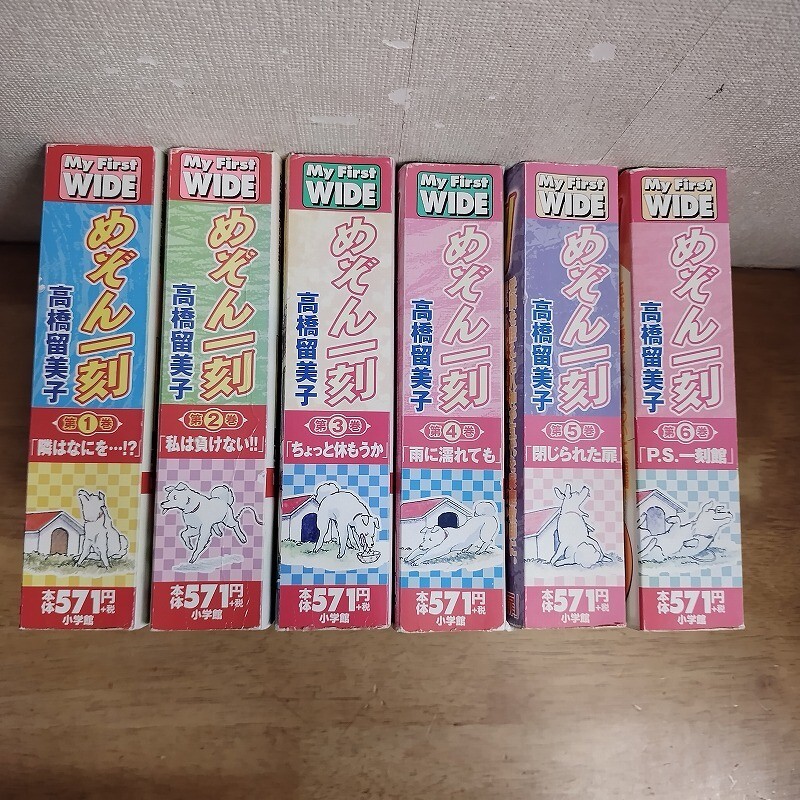 My First
WIDE
めぞん一刻
高橋留美子
第1巻
「隣はなにを…!?」
本体571円+税
小学館
My First
WIDE
めぞん一刻
高橋留美子
第2巻
「私は負けない!!」
本体571円+税
小学館
My First
WIDE
めぞん一刻
高橋留美子
第3巻
「ちょっと休もうか」
本体571円+税
小学館
My First
WIDE
めぞん一刻
高橋留美子
第4巻
「雨に濡れても」
本体571円+税
小学館
My First
WIDE
めぞん一刻
高橋留美子
第5巻
「閉じられた扉」
本体571円+税
小学館
My First
WIDE
めぞん一刻
高橋留美子
第6巻
「P.S.一刻館」
本体571円+税
小学館